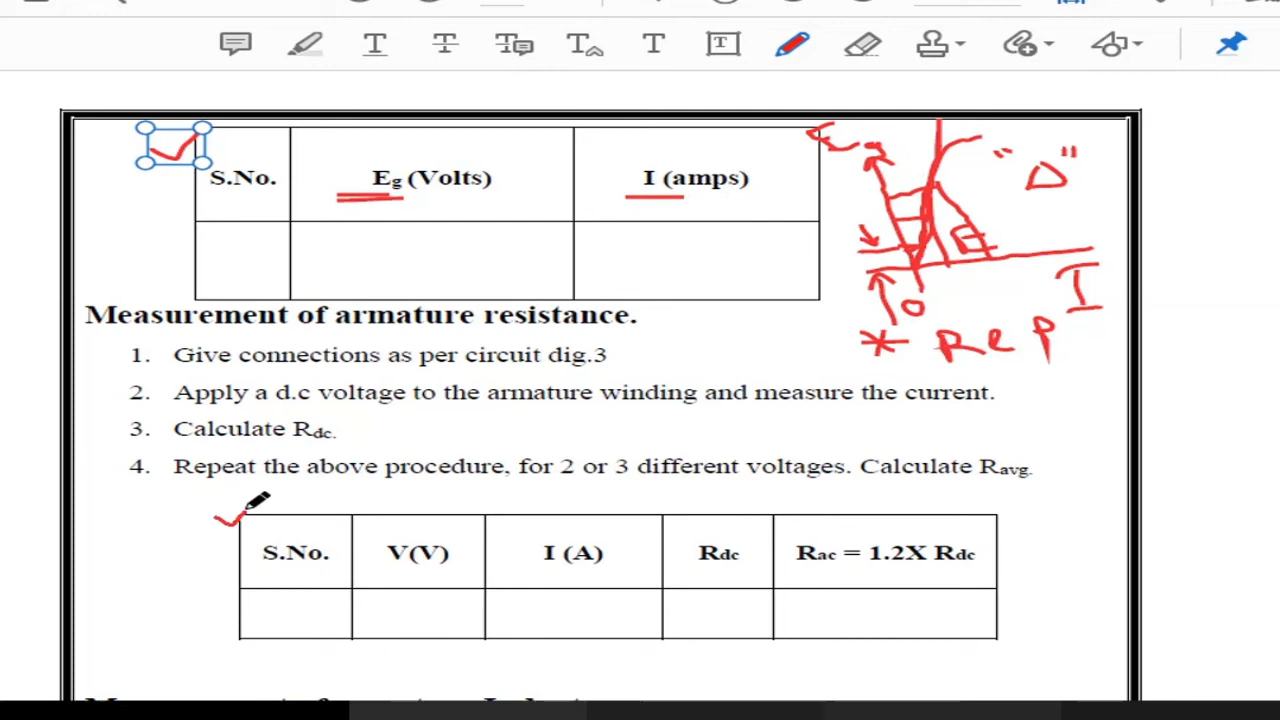 S.No. Eg (Volts) I (amps)
Eg
"Δ"
I
0
* Rep
Measurement of armature resistance.
1. Give connections as per circuit dig.3
2. Apply a d.c voltage to the armature winding and measure the current.
3. Calculate Rdc.
4. Repeat the above procedure, for 2 or 3 different voltages. Calculate Ravg.
S.No. V(V) I (A) Rdc Rac = 1.2X Rdc